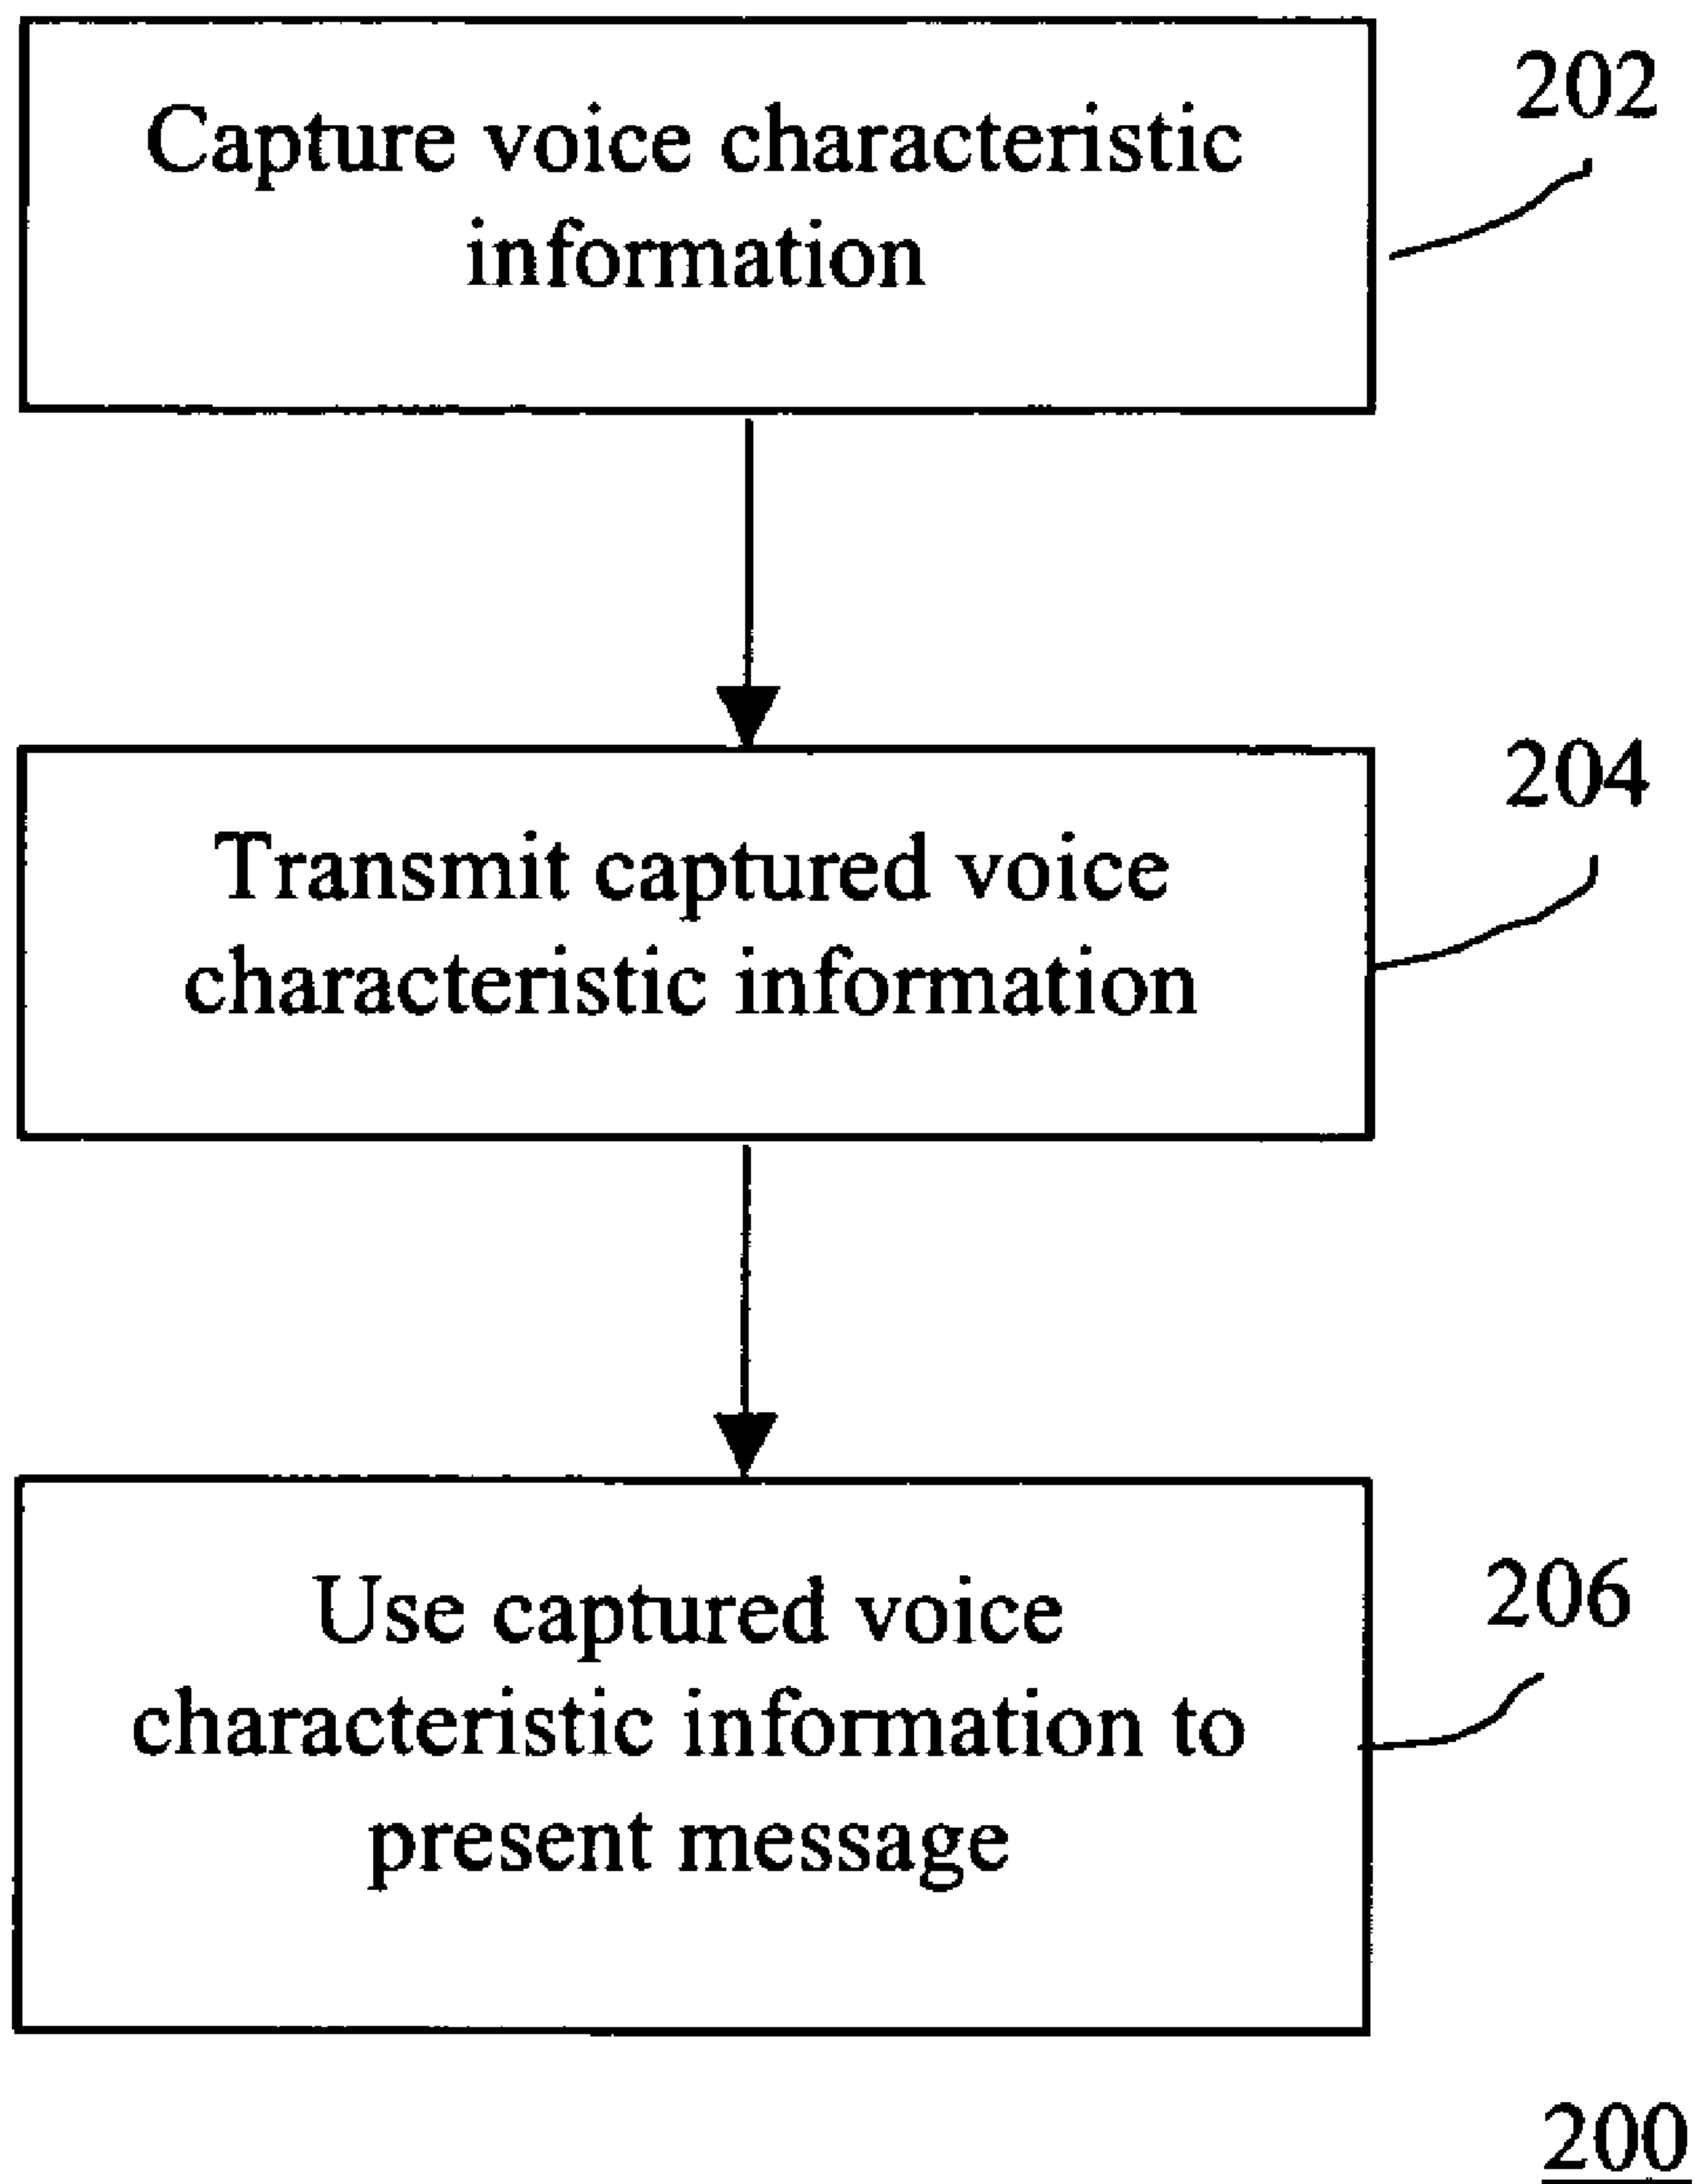 Capture voice characteristic
information
202
Transmit captured voice
characteristic information
204
Use captured voice
characteristic information to
present message
206
200